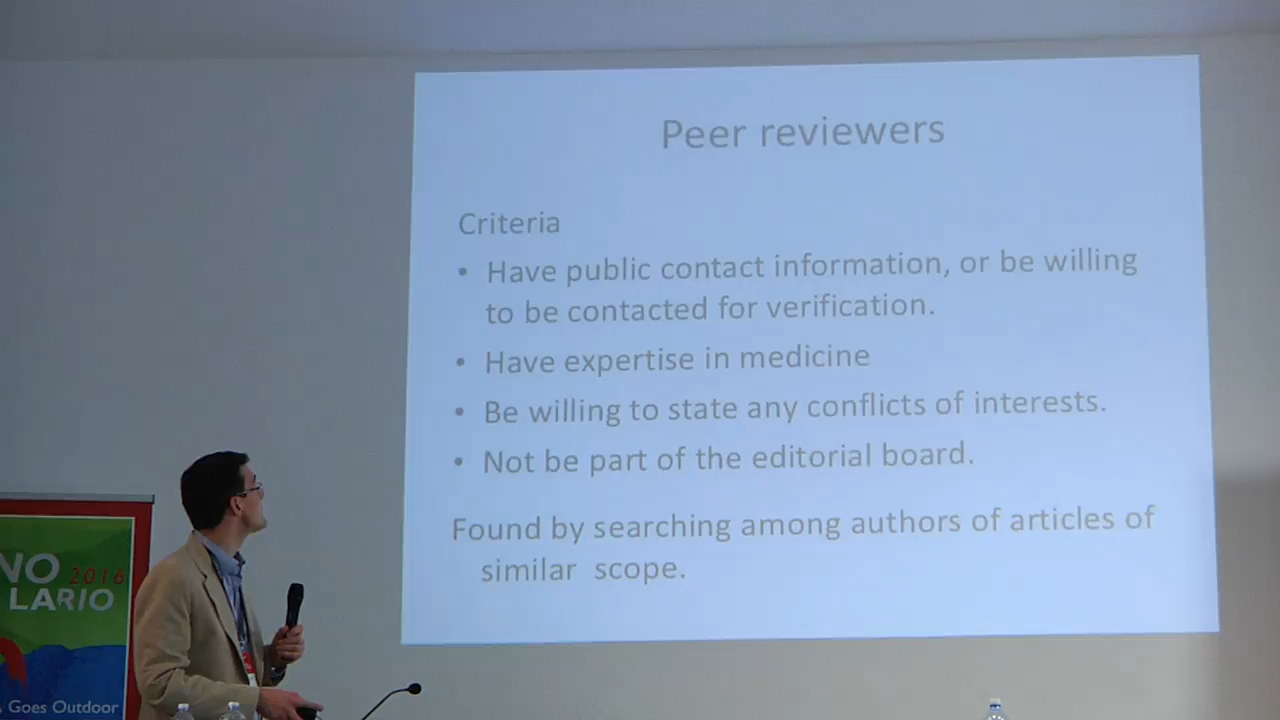 Peer reviewers
Criteria
• Have public contact information, or be willing
to be contacted for verification.
• Have expertise in medicine
• Be willing to state any conflicts of interests.
• Not be part of the editorial board.
Found by searching among authors of articles of
similar scope.
NO 2016
LARIO
Goes Outdoor